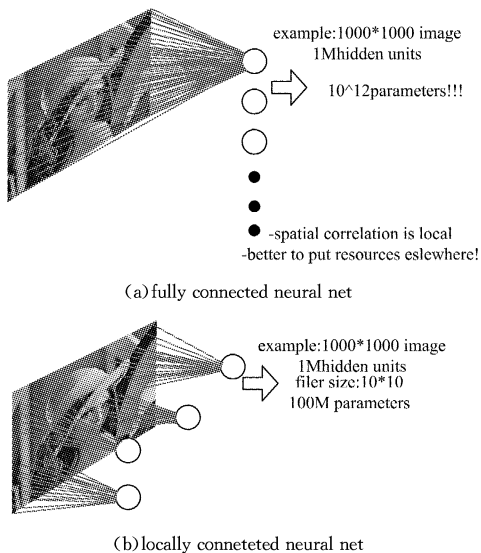 example:1000*1000 image
1Mhidden units
10^12parameters!!!
-spatial correlation is local
-better to put resources eslewhere!
(a)fully connected neural net
example:1000*1000 image
1Mhidden units
filer size:10*10
100M parameters
(b)locally conneteted neural net